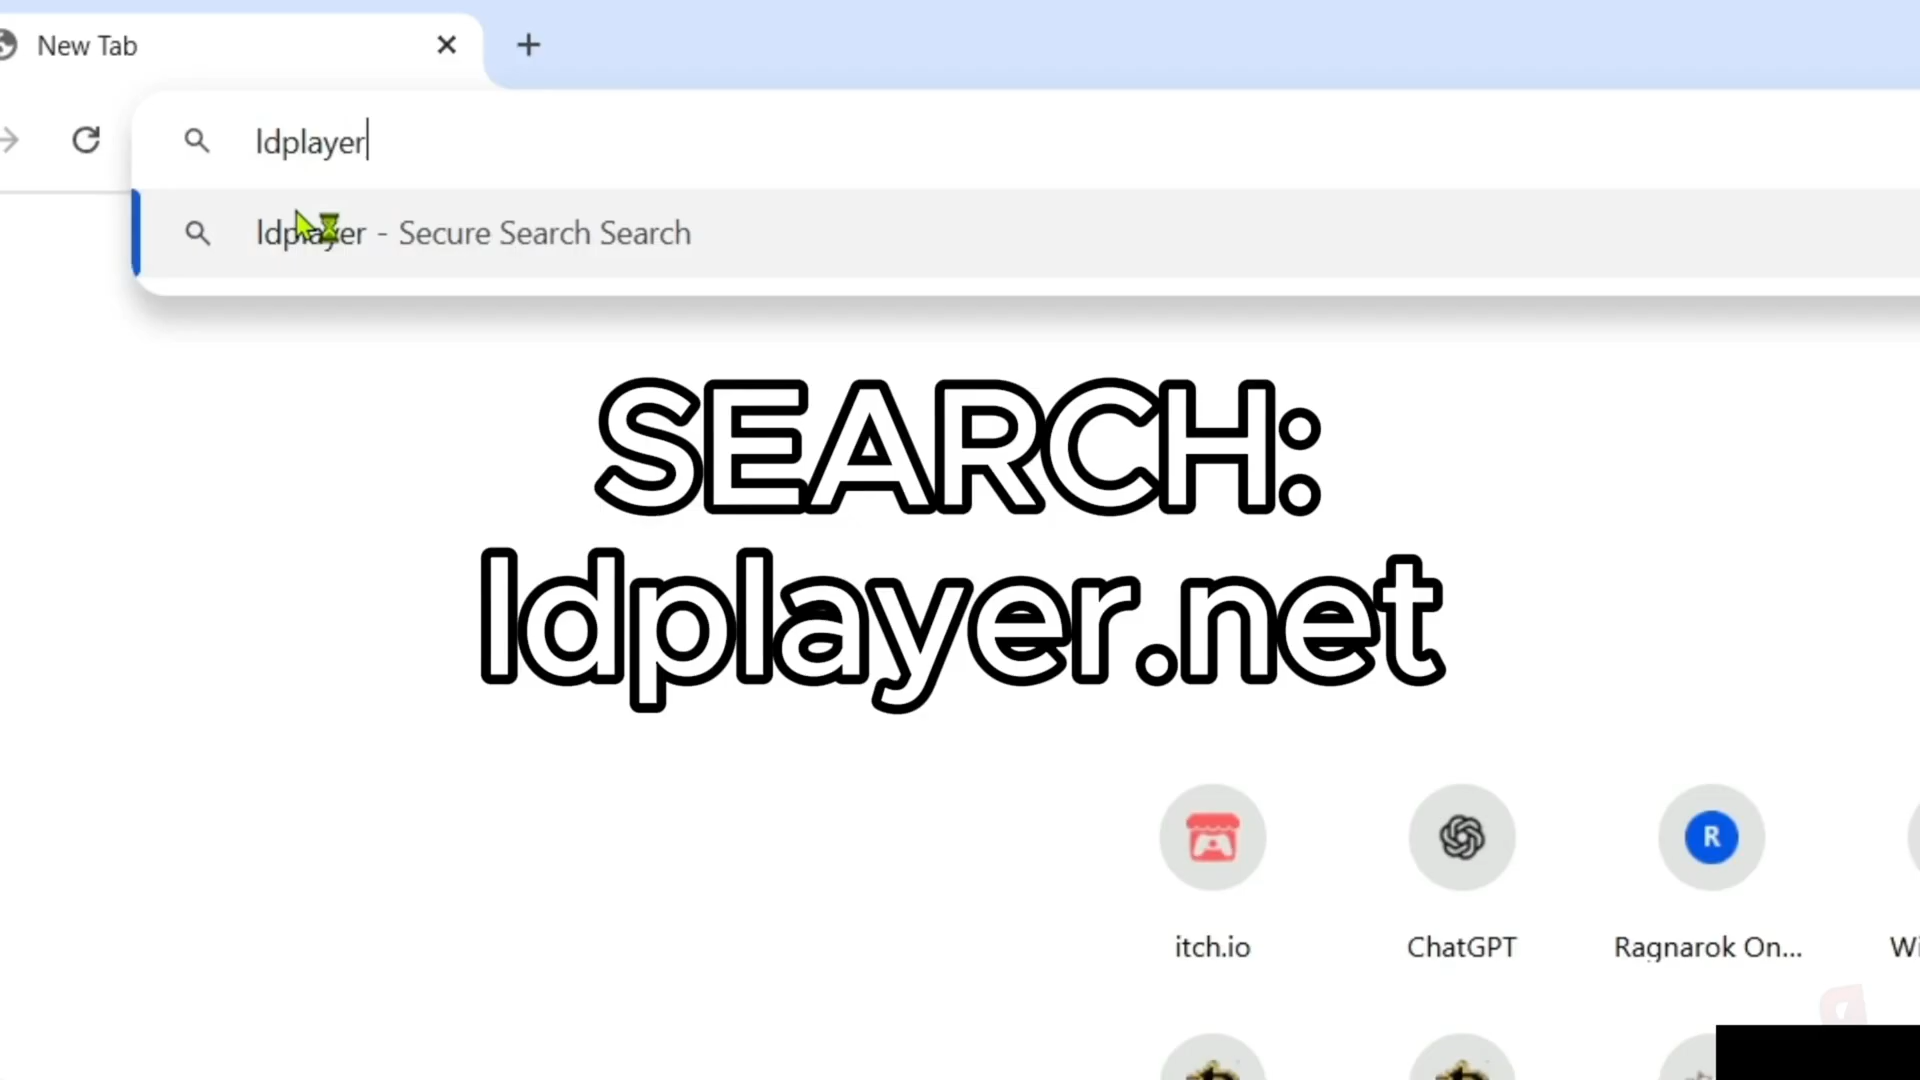 New Tab
ldplayer
ldplayer - Secure Search Search
SEARCH:
ldplayer.net
R
itch.io
ChatGPT
Ragnarok On...